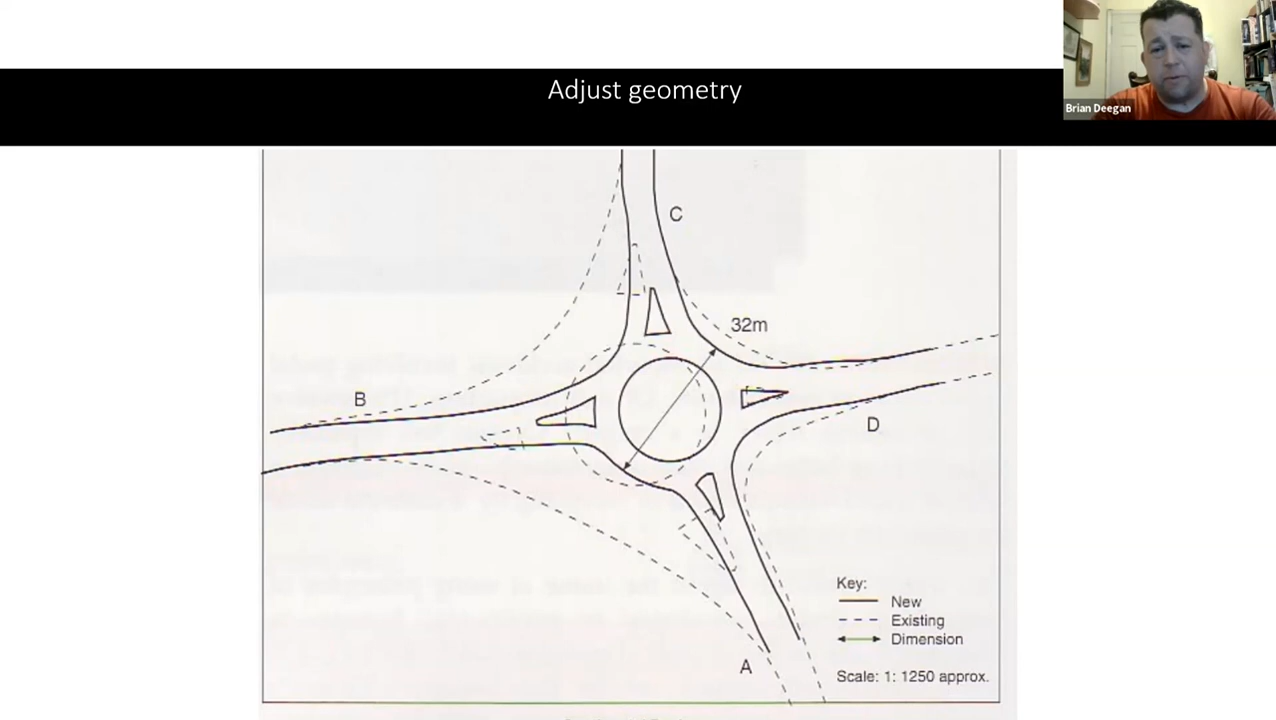 Adjust geometry
Brian Deegan
C
32m
B
D
A
Key:
New
Existing
Dimension
Scale: 1: 1250 approx.